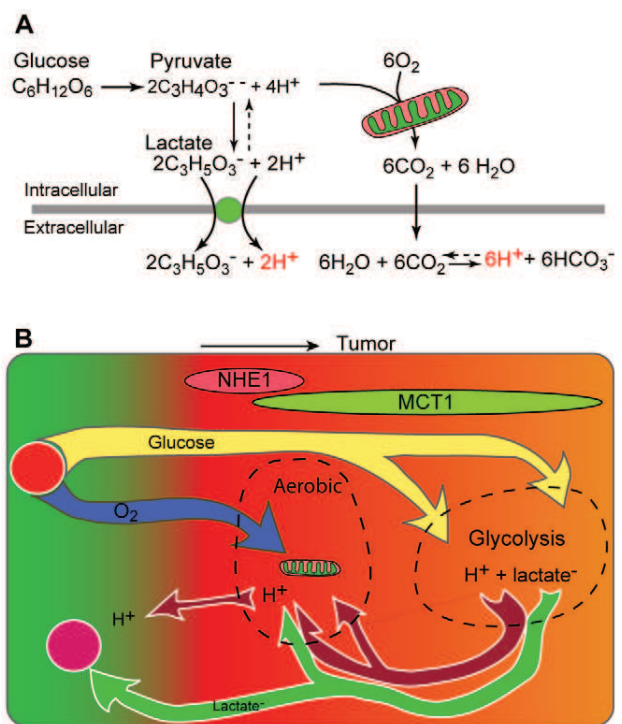 A
Glucose Pyruvate 6O₂
C₆H₁₂O₆ 2C₃H₄O₃⁻⁻ + 4H⁺
Lactate
2C₃H₅O₃⁻ + 2H⁺ 6CO₂ + 6 H₂O
Intracellular
Extracellular
2C₃H₅O₃⁻ + 2H⁺ 6H₂O + 6CO₂ 6H⁺ + 6HCO₃⁻
B
Tumor
NHE1
MCT1
Glucose
Aerobic
O₂
Glycolysis
H⁺ H⁺ H⁺ + lactate⁻
Lactate⁻